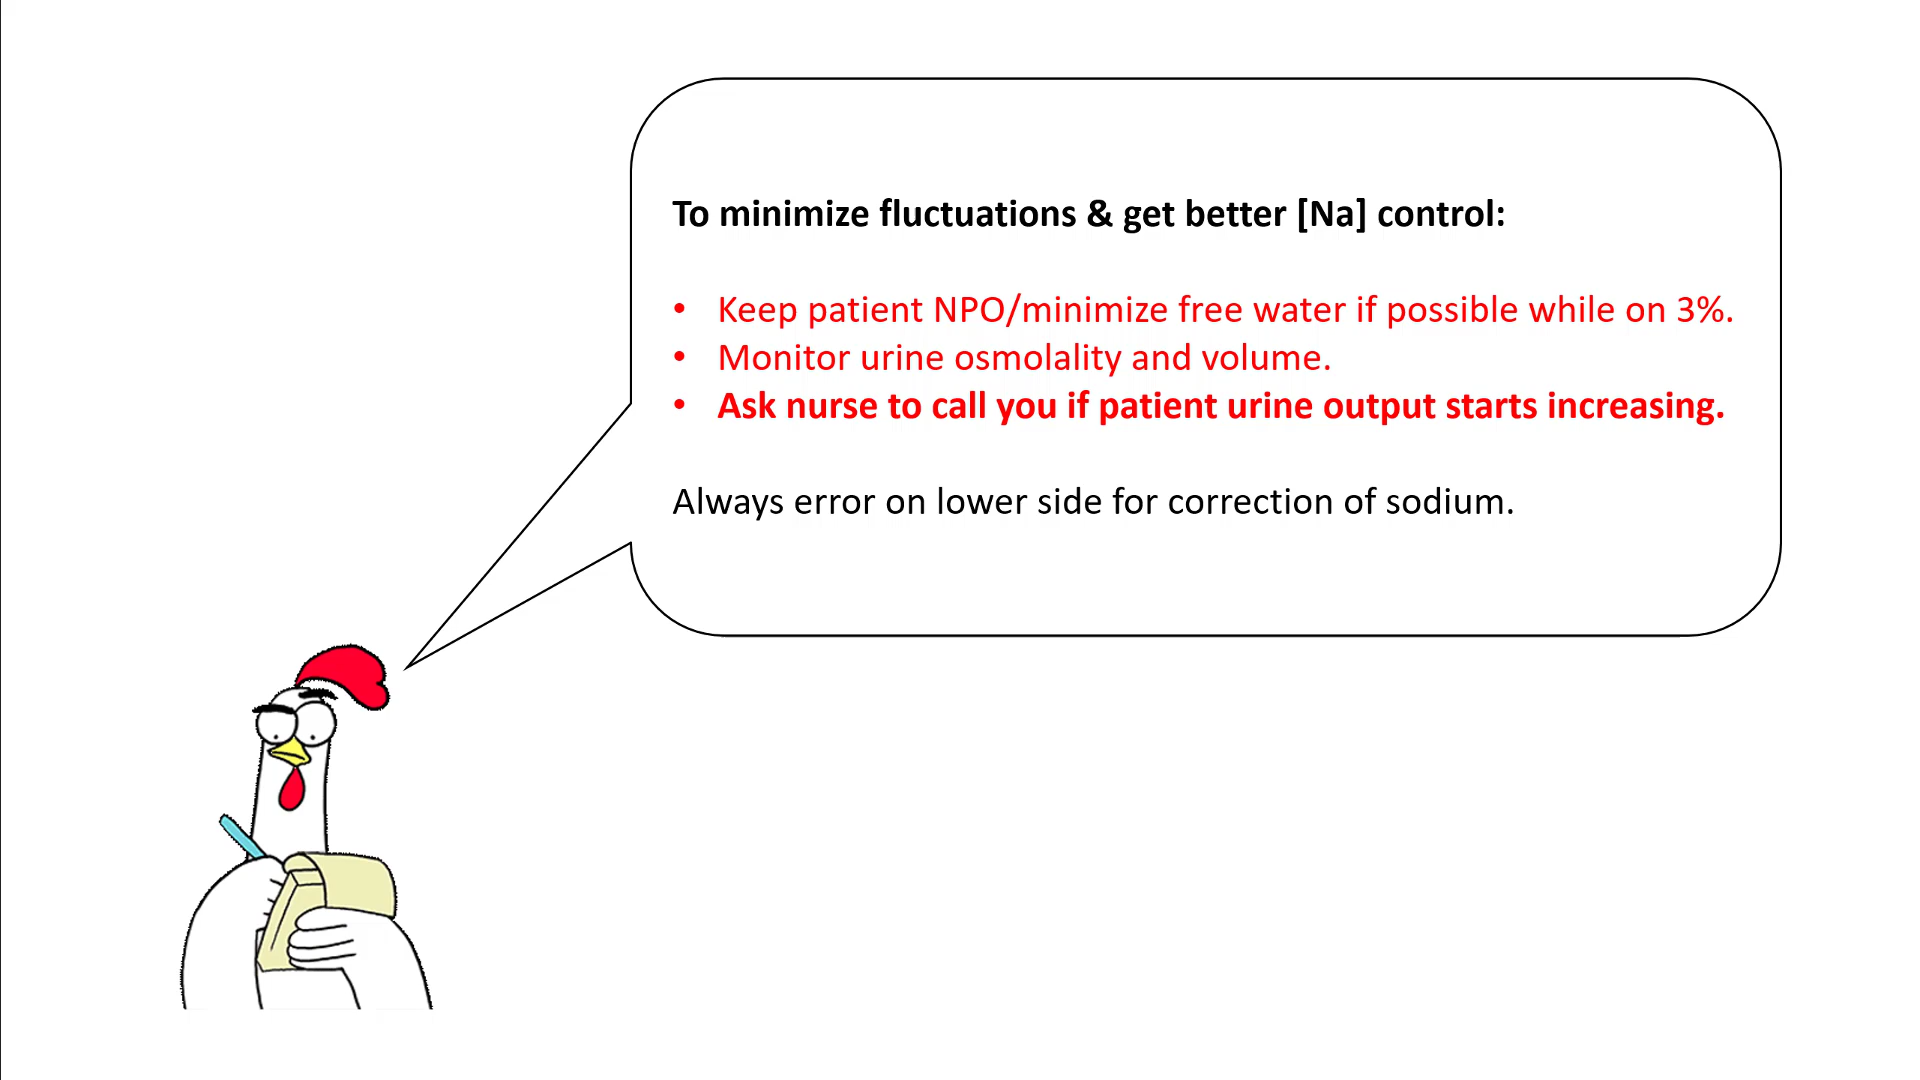 To minimize fluctuations & get better [Na] control:
• Keep patient NPO/minimize free water if possible while on 3%.
• Monitor urine osmolality and volume.
• Ask nurse to call you if patient urine output starts increasing.
Always error on lower side for correction of sodium.